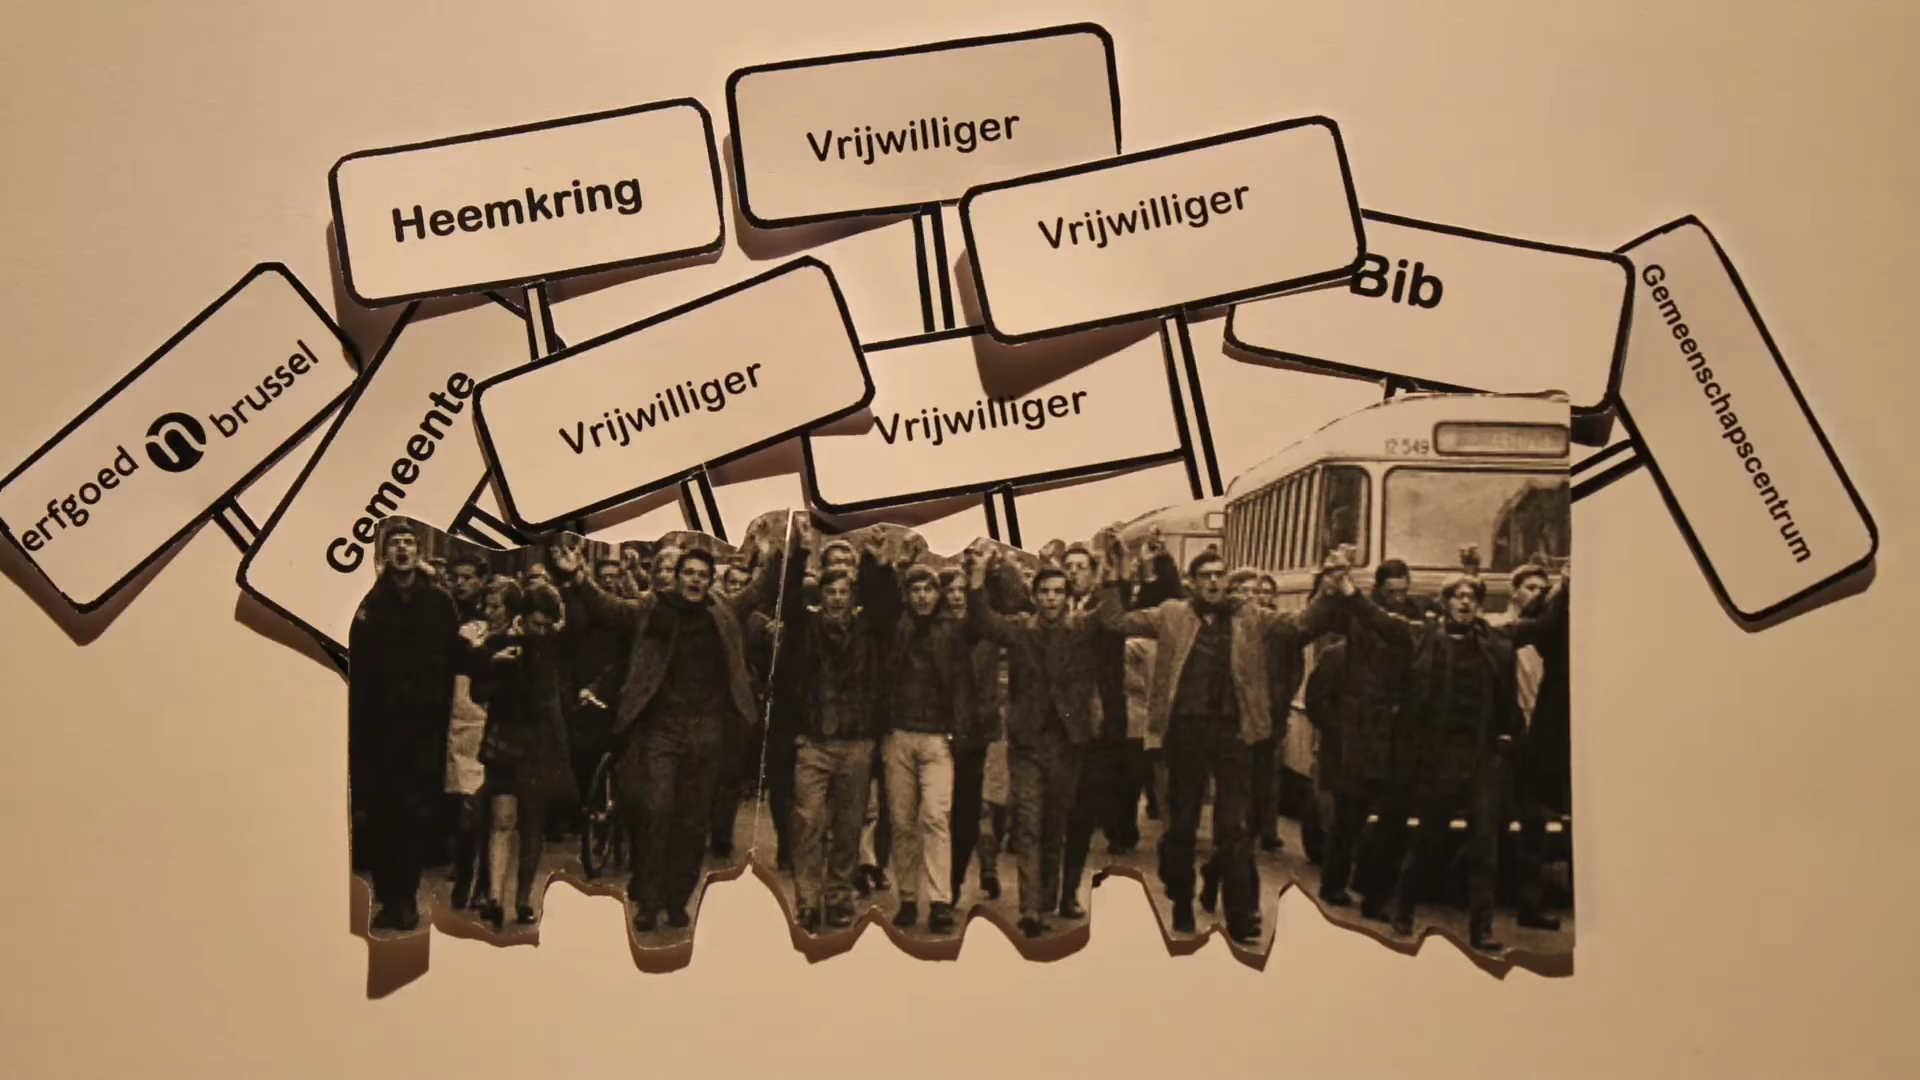 Vrijwilliger
Heemkring
Vrijwilliger
Bib
Gemeenschapscentrum
erfgoed n brussel
Gemeente
Vrijwilliger
Vrijwilliger
12 549